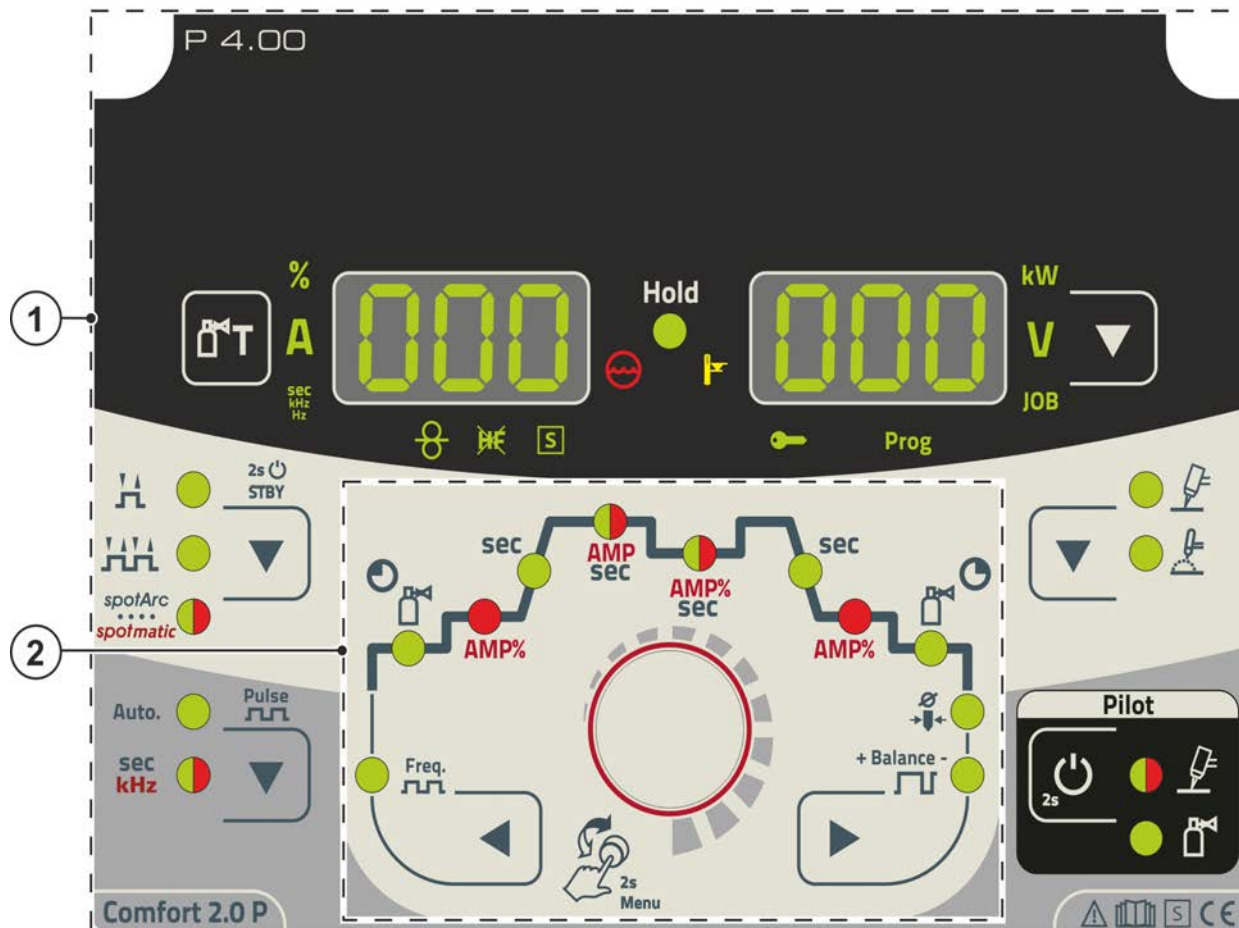 P 4.00
%
A
sec
kHz
Hz
000
Hold
000
kW
V
JOB
T
HF
S
Prog
1
2s
STBY
spotArc
spotmatic
sec
AMP
sec
AMP%
sec
sec
AMP%
AMP%
2
Auto.
Pulse
sec
kHz
Freq.
+ Balance -
2s
Menu
Pilot
2s
Comfort 2.0 P
S CE